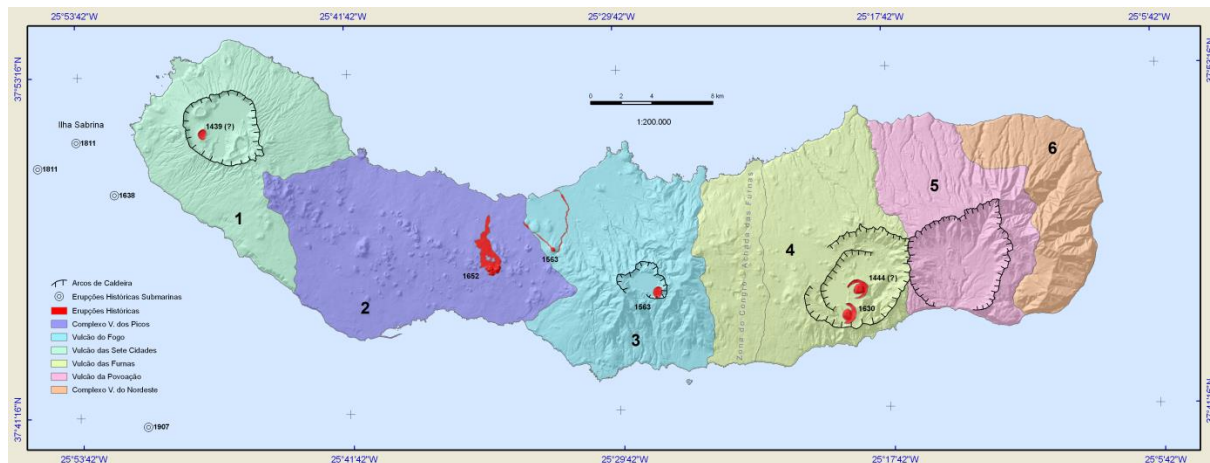 25°53'42"W
25°41'42"W
25°29'42"W
25°17'42"W
25°5'42"W
37°53'16"N
37°53'16"N
1439 (?)
Ilha Sabrina
1811
1811
1638
0 2 4 8 km
1:200.000
1
2
3
4
5
6
1652
1563
1563
Zona do Congro-Achada das Furnas
1444 (?)
1630
Arcos de Caldeira
Erupções Históricas Submarinas
Erupções Históricas
Complexo V. dos Picos
Vulcão do Fogo
Vulcão das Sete Cidades
Vulcão das Furnas
Vulcão da Povoação
Complexo V. do Nordeste
1907
37°41'16"N
37°41'16"N
25°53'42"W
25°41'42"W
25°29'42"W
25°17'42"W
25°5'42"W